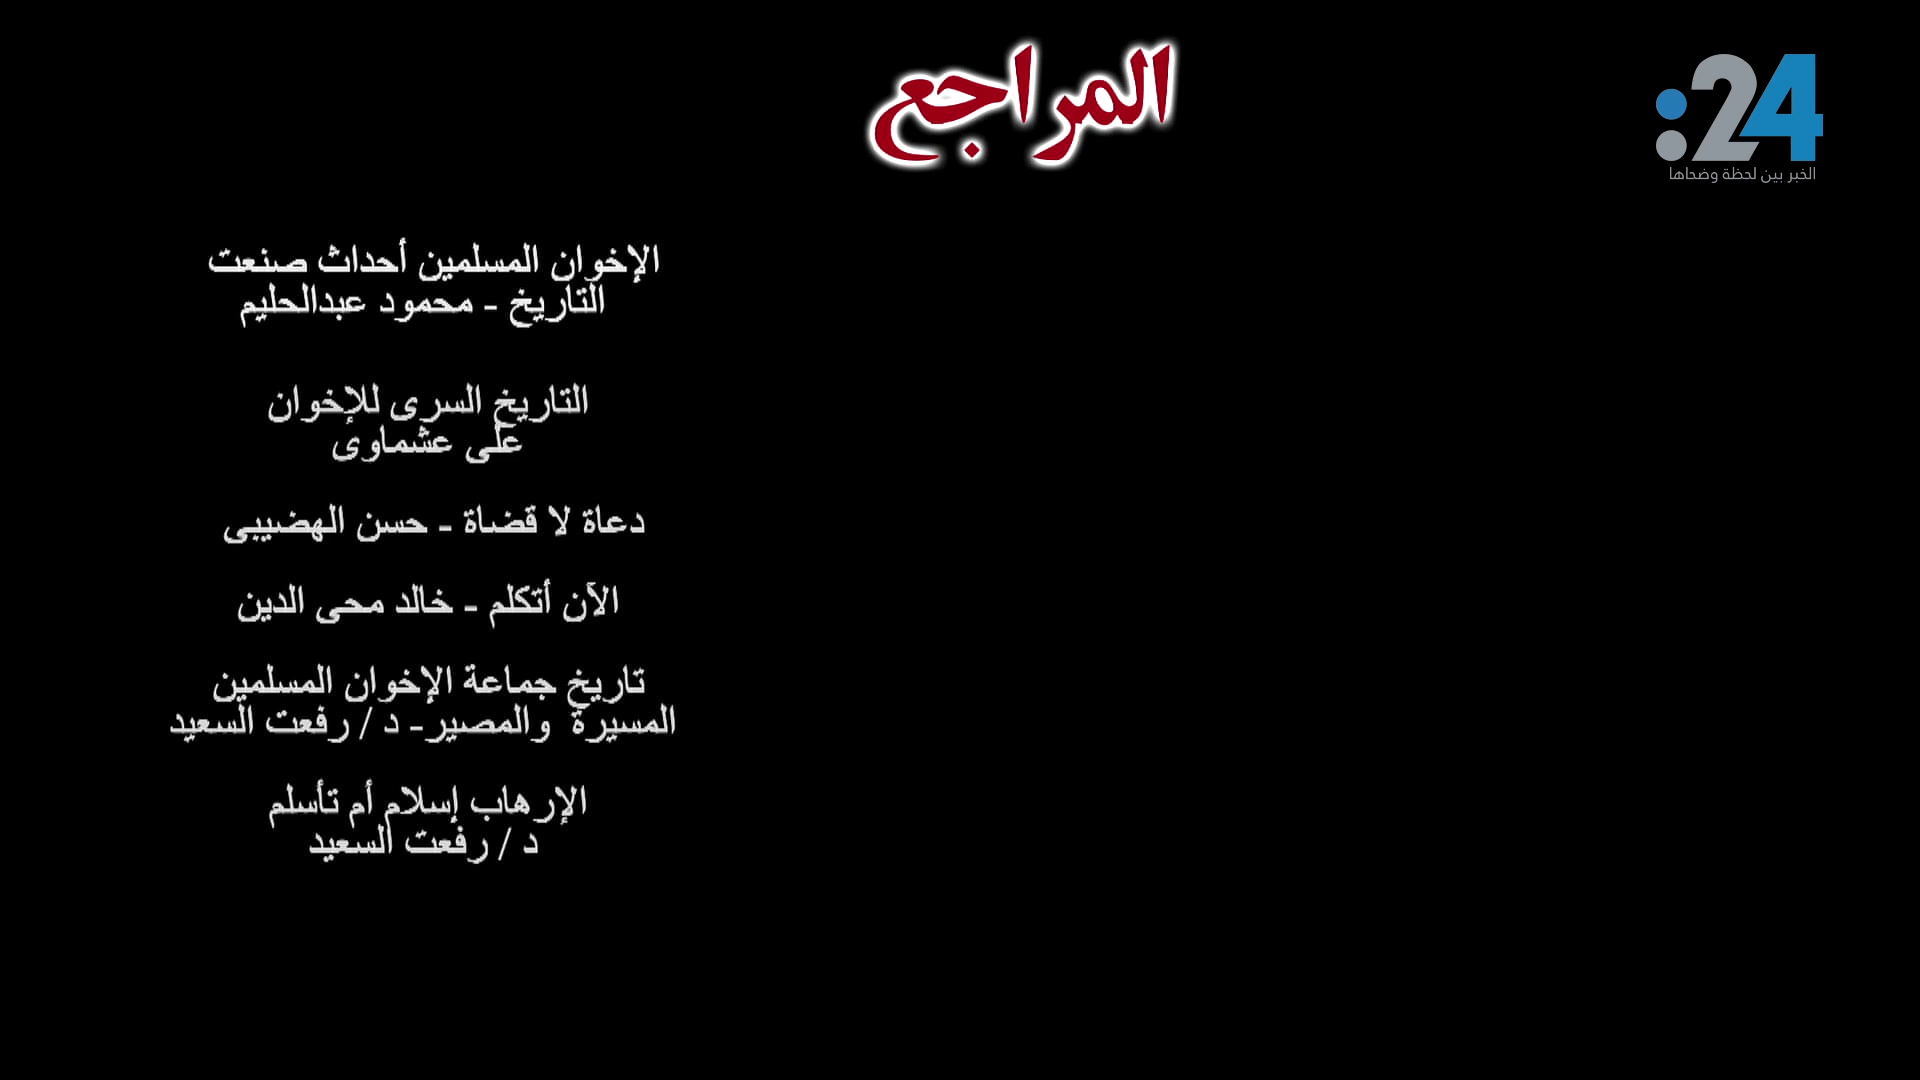 المراجع
:24
الخبر بين لحظة وضحاها
الإخوان المسلمين أحداث صنعت
التاريخ - محمود عبدالحليم
التاريخ السرى للإخوان
على عشماوى
دعاة لا قضاة - حسن الهضيبى
الآن أتكلم - خالد محى الدين
تاريخ جماعة الإخوان المسلمين
المسيرة والمصير- د / رفعت السعيد
الإرهاب إسلام أم تأسلم
د / رفعت السعيد